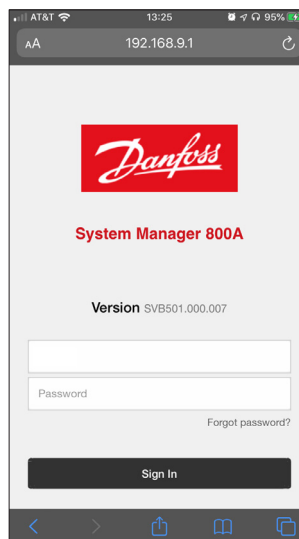 AT&T
13:25
95%
AA
192.168.9.1
Danfoss
System Manager 800A
Version SVB501.000.007
Password
Forgot password?
Sign In